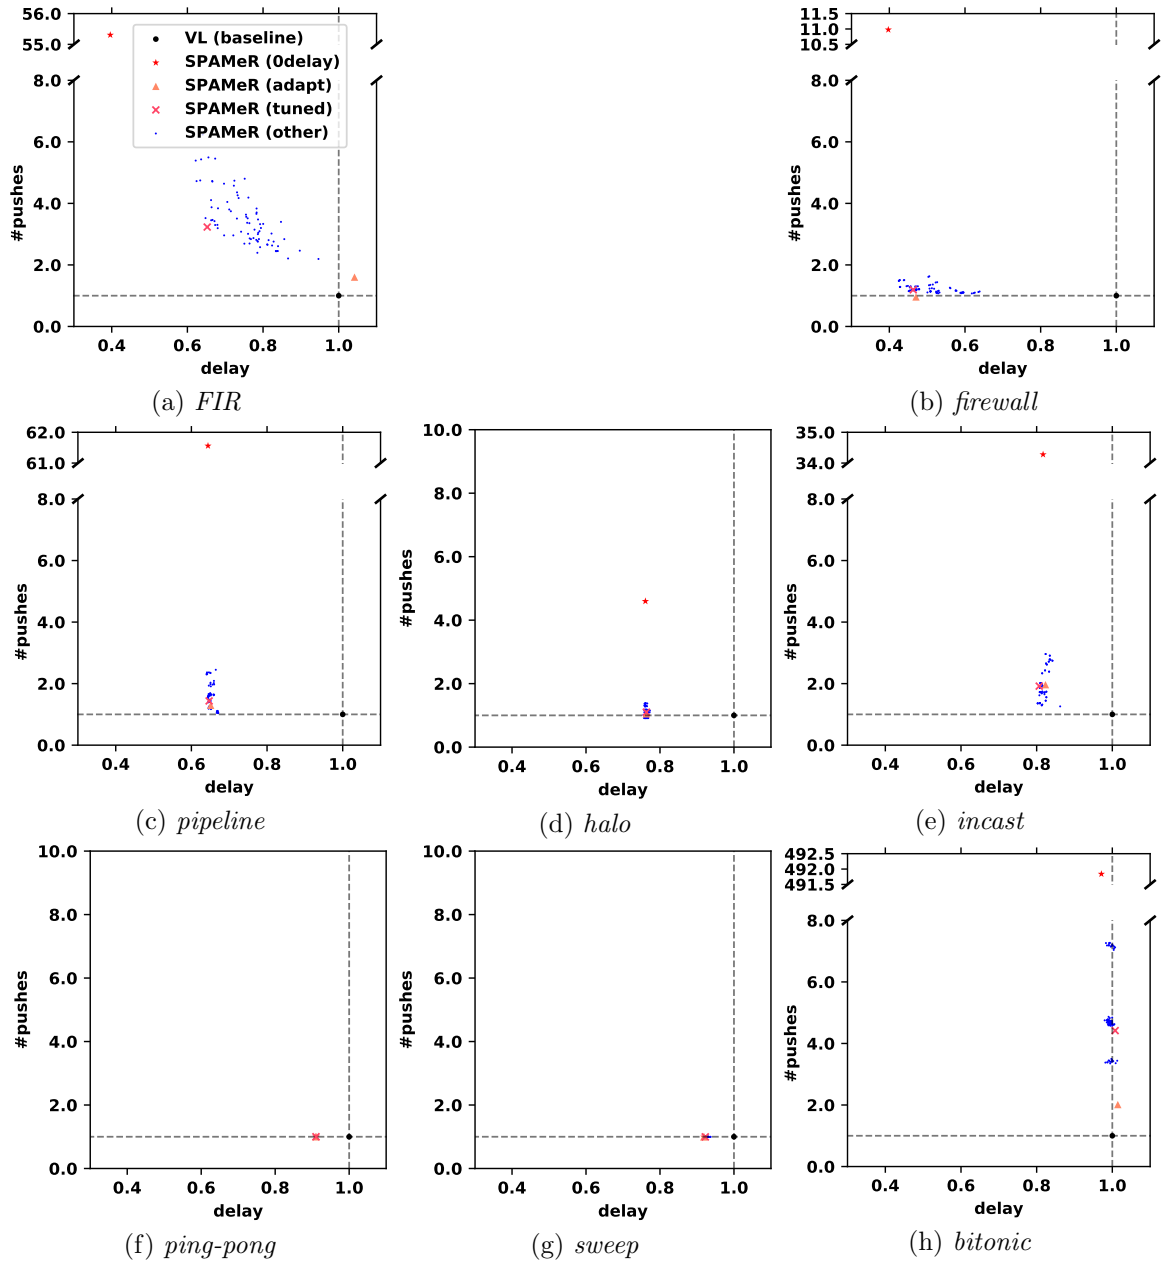 56.0
55.0
8.0
6.0
4.0
2.0
0.0
#pushes
0.4 0.6 0.8 1.0
delay
VL (baseline)
SPAMeR (0delay)
SPAMeR (adapt)
SPAMeR (tuned)
SPAMeR (other)
(a) FIR
11.5
11.0
10.5
8.0
6.0
4.0
2.0
0.0
#pushes
0.4 0.6 0.8 1.0
delay
(b) firewall
62.0
61.0
8.0
6.0
4.0
2.0
0.0
#pushes
0.4 0.6 0.8 1.0
delay
(c) pipeline
10.0
8.0
6.0
4.0
2.0
0.0
#pushes
0.4 0.6 0.8 1.0
delay
(d) halo
35.0
34.0
8.0
6.0
4.0
2.0
0.0
#pushes
0.4 0.6 0.8 1.0
delay
(e) incast
10.0
8.0
6.0
4.0
2.0
0.0
#pushes
0.4 0.6 0.8 1.0
delay
(f) ping-pong
10.0
8.0
6.0
4.0
2.0
0.0
#pushes
0.4 0.6 0.8 1.0
delay
(g) sweep
492.5
492.0
491.5
8.0
6.0
4.0
2.0
0.0
#pushes
0.4 0.6 0.8 1.0
delay
(h) bitonic